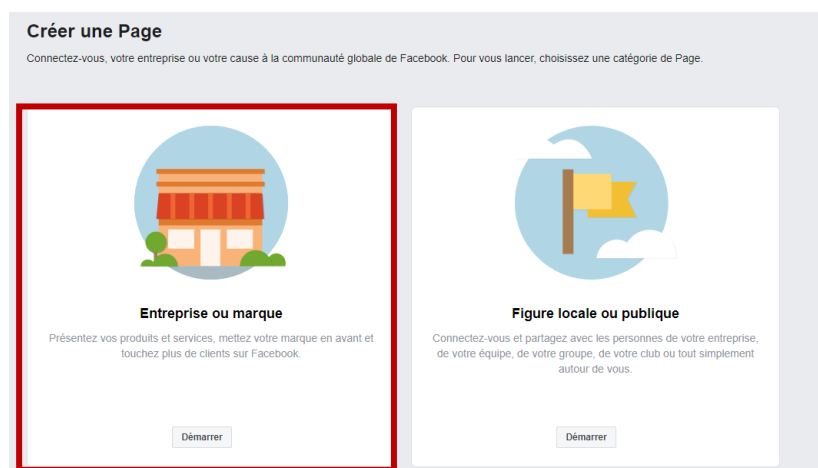 Créer une Page
Connectez-vous, votre entreprise ou votre cause à la communauté globale de Facebook. Pour vous lancer, choisissez une catégorie de Page.
Entreprise ou marque
Présentez vos produits et services, mettez votre marque en avant et
touchez plus de clients sur Facebook.
Démarrer
Figure locale ou publique
Connectez-vous et partagez avec les personnes de votre entreprise,
de votre équipe, de votre groupe, de votre club ou tout simplement
autour de vous.
Démarrer